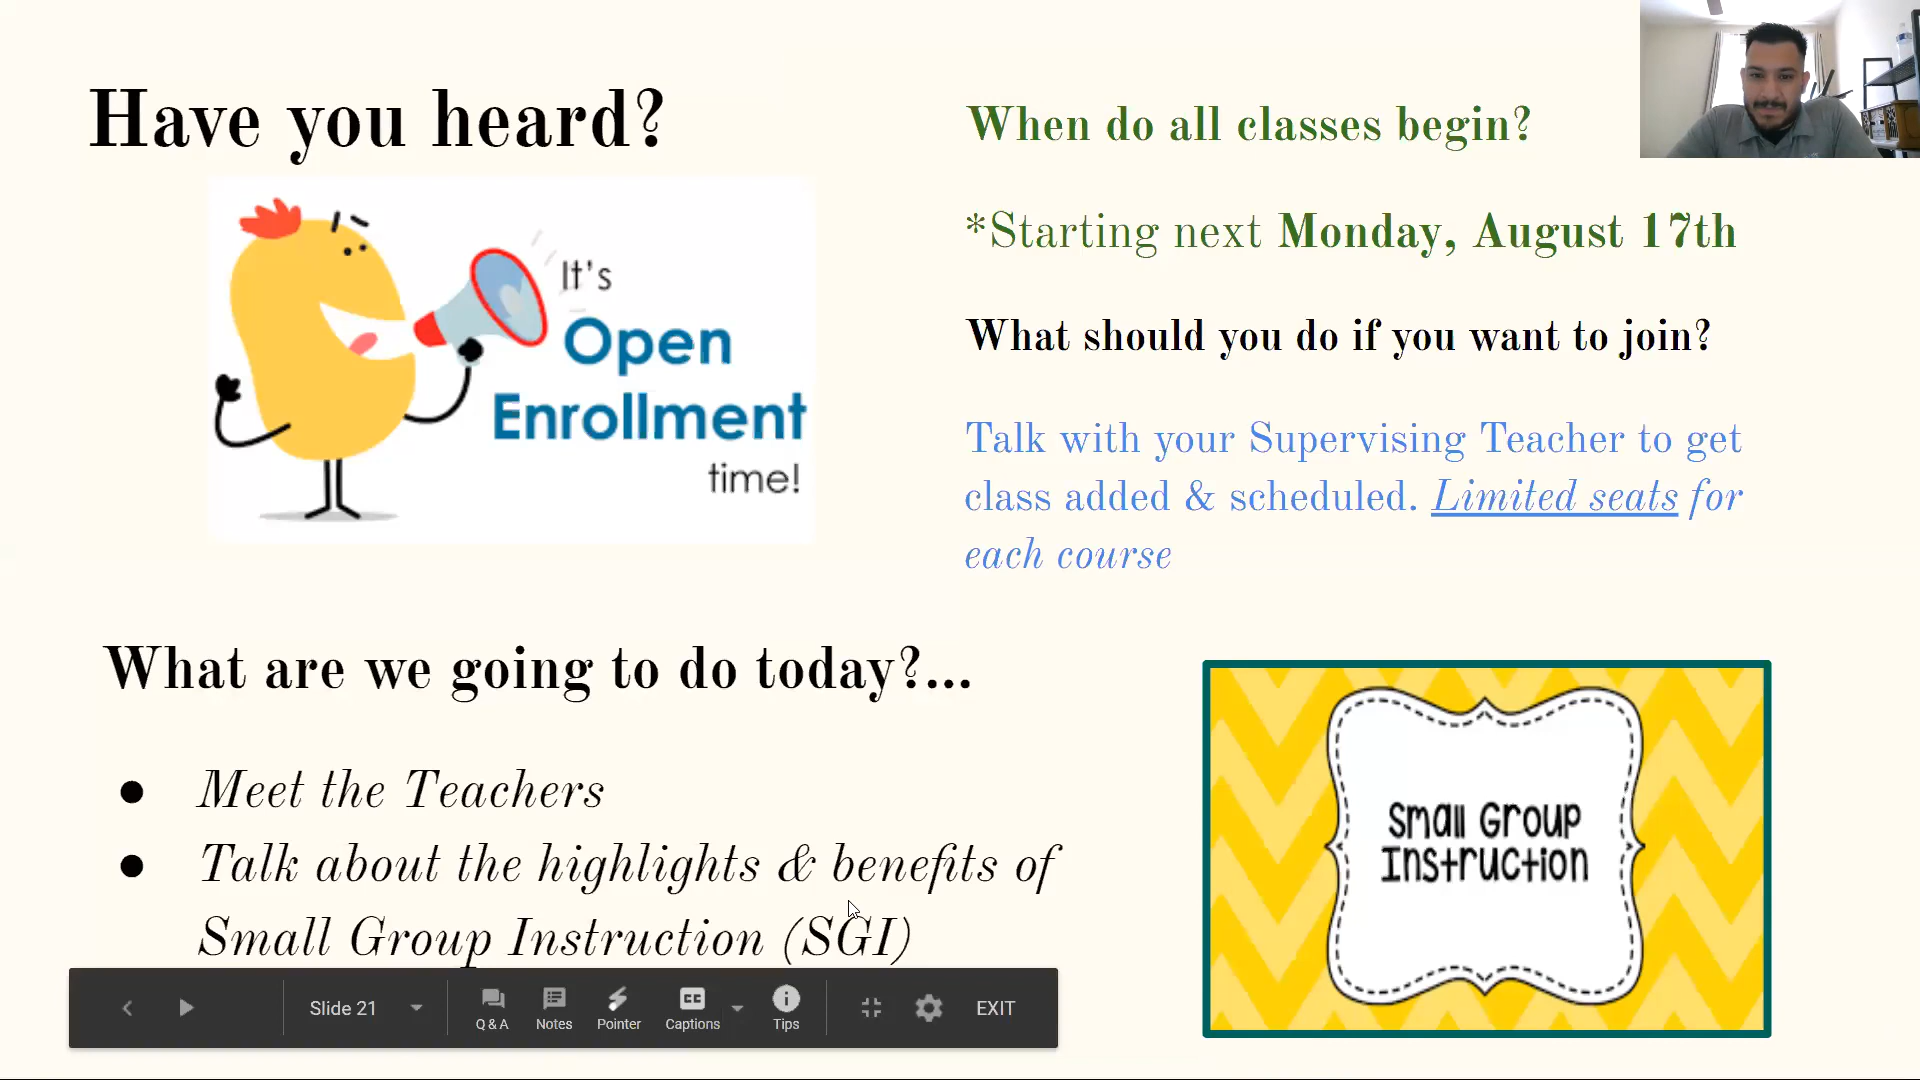 Have you heard?
It's
Open
Enrollment
time!
When do all classes begin?
*Starting next Monday, August 17th
What should you do if you want to join?
Talk with your Supervising Teacher to get
class added & scheduled. Limited seats for
each course
What are we going to do today?...
● Meet the Teachers
● Talk about the highlights & benefits of
Small Group Instruction (SGI)
Small Group
Instruction
Slide 21
Q & A
Notes
Pointer
CC
Captions
Tips
EXIT